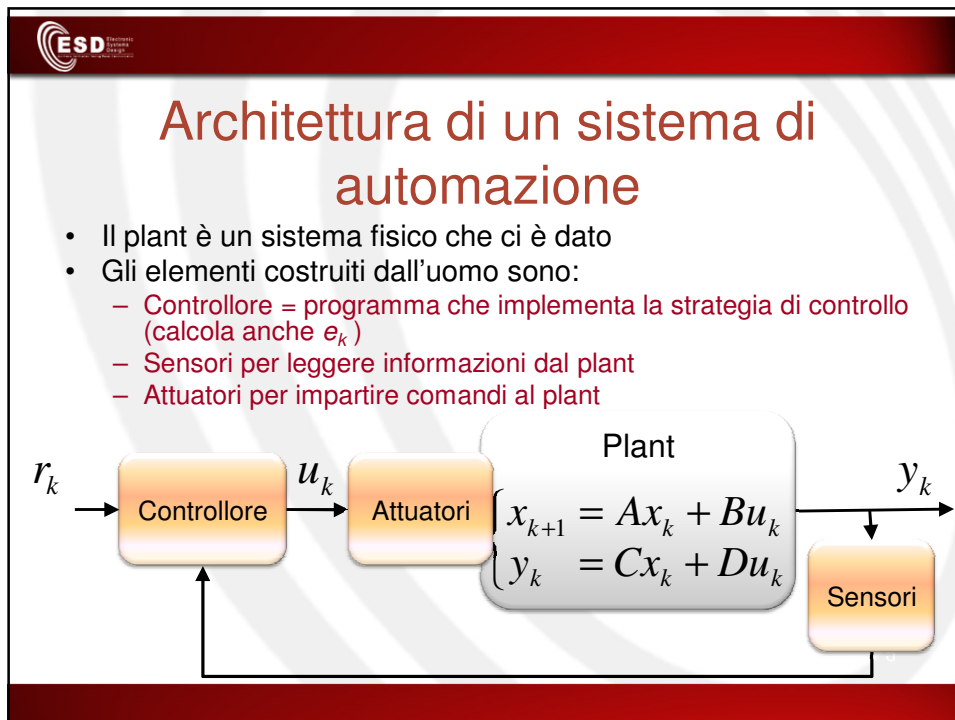 ESD Electronic
Systems
Design
Architettura di un sistema di
automazione
• Il plant è un sistema fisico che ci è dato
• Gli elementi costruiti dall'uomo sono:
– Controllore = programma che implementa la strategia di controllo
(calcola anche e_k )
– Sensori per leggere informazioni dal plant
– Attuatori per impartire comandi al plant
Plant
r_k
u_k
y_k
Controllore
Attuatori
x_{k+1} = Ax_k + Bu_k
y_k = Cx_k + Du_k
Sensori